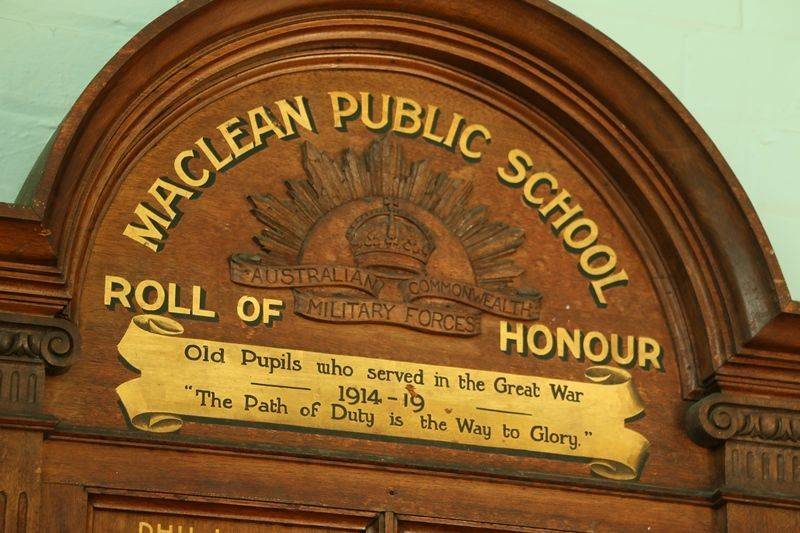 MACLEAN PUBLIC SCHOOL
AUSTRALIAN COMMONWEALTH
MILITARY FORCES
ROLL OF HONOUR
Old Pupils who served in the Great War
1914-19
"The Path of Duty is the Way to Glory."